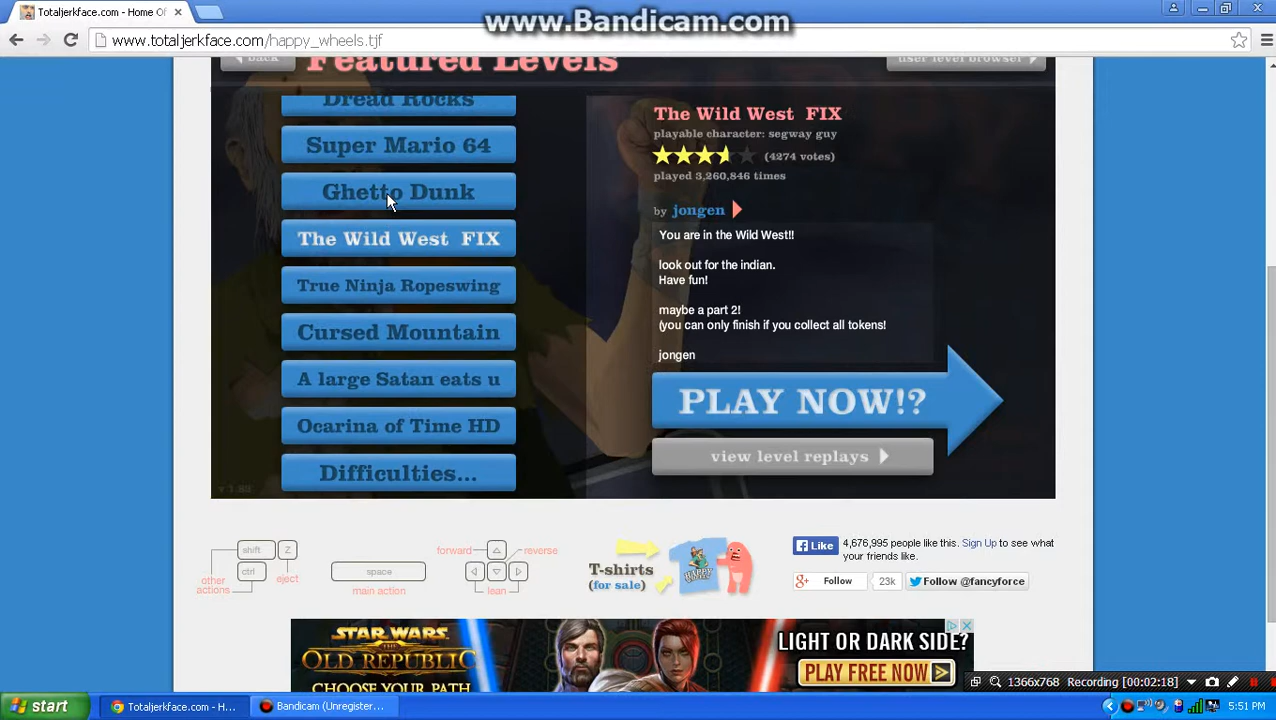 www.Bandicam.com
Totaljerkface.com - Home Of
www.totaljerkface.com/happy_wheels.tjf
back
Featured Levels
user level browser
Dread Rocks
Super Mario 64
Ghetto Dunk
The Wild West FIX
True Ninja Ropeswing
Cursed Mountain
A large Satan eats u
Ocarina of Time HD
Difficulties...
The Wild West FIX
playable character: segway guy
(4274 votes)
played 3,260,846 times
by jongen
You are in the Wild West!!
look out for the indian.
Have fun!
maybe a part 2!
(you can only finish if you collect all tokens!
jongen
PLAY NOW!?
view level replays
shift
Z
ctrl
other
actions
eject
space
main action
forward
reverse
lean
T-shirts
(for sale)
Like
4,676,995 people like this. Sign Up to see what
your friends like.
Follow
23k
Follow @fancyforce
STAR WARS
THE OLD REPUBLIC
CHOOSE YOUR PATH
LIGHT OR DARK SIDE?
PLAY FREE NOW
1366x768
Recording [00:02:18]
start
Totaljerkface.com - H...
Bandicam (Unregister...
5:51 PM